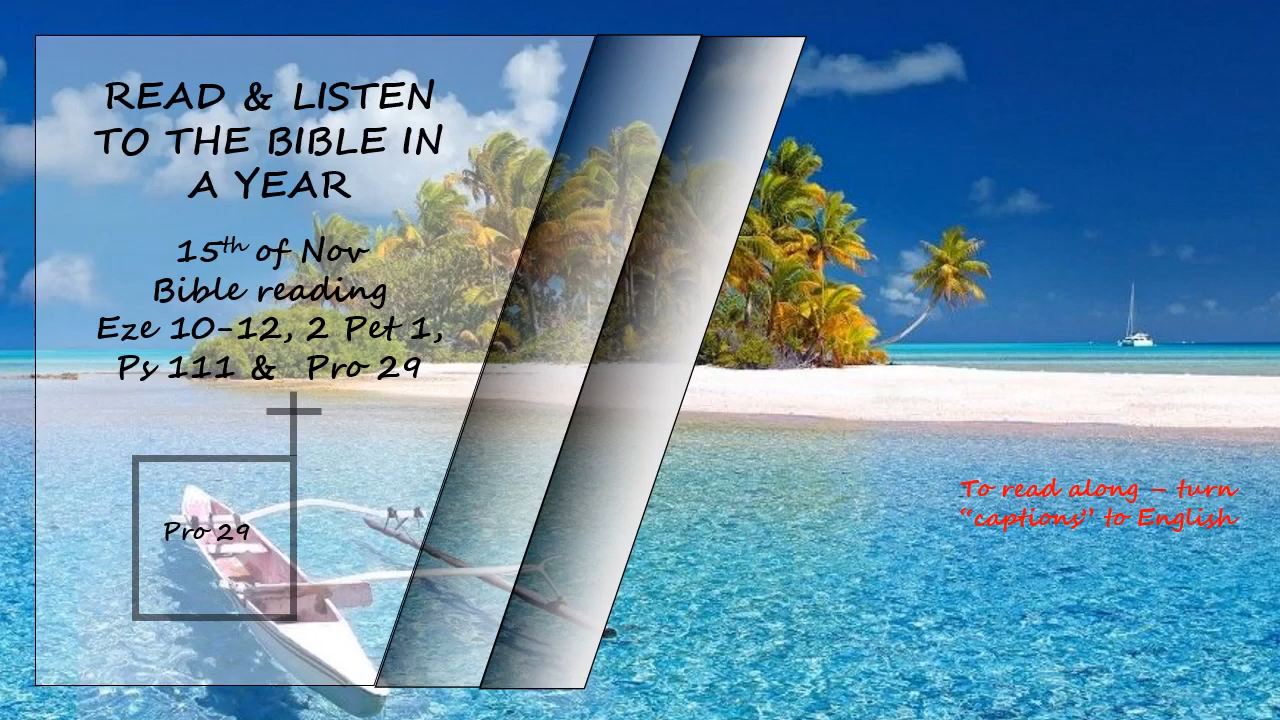 READ & LISTEN
TO THE BIBLE IN
A YEAR
15th of Nov
Bible reading
Eze 10-12, 2 Pet 1,
Ps 111 & Pro 29
Pro 29
To read along – turn
“captions” to English